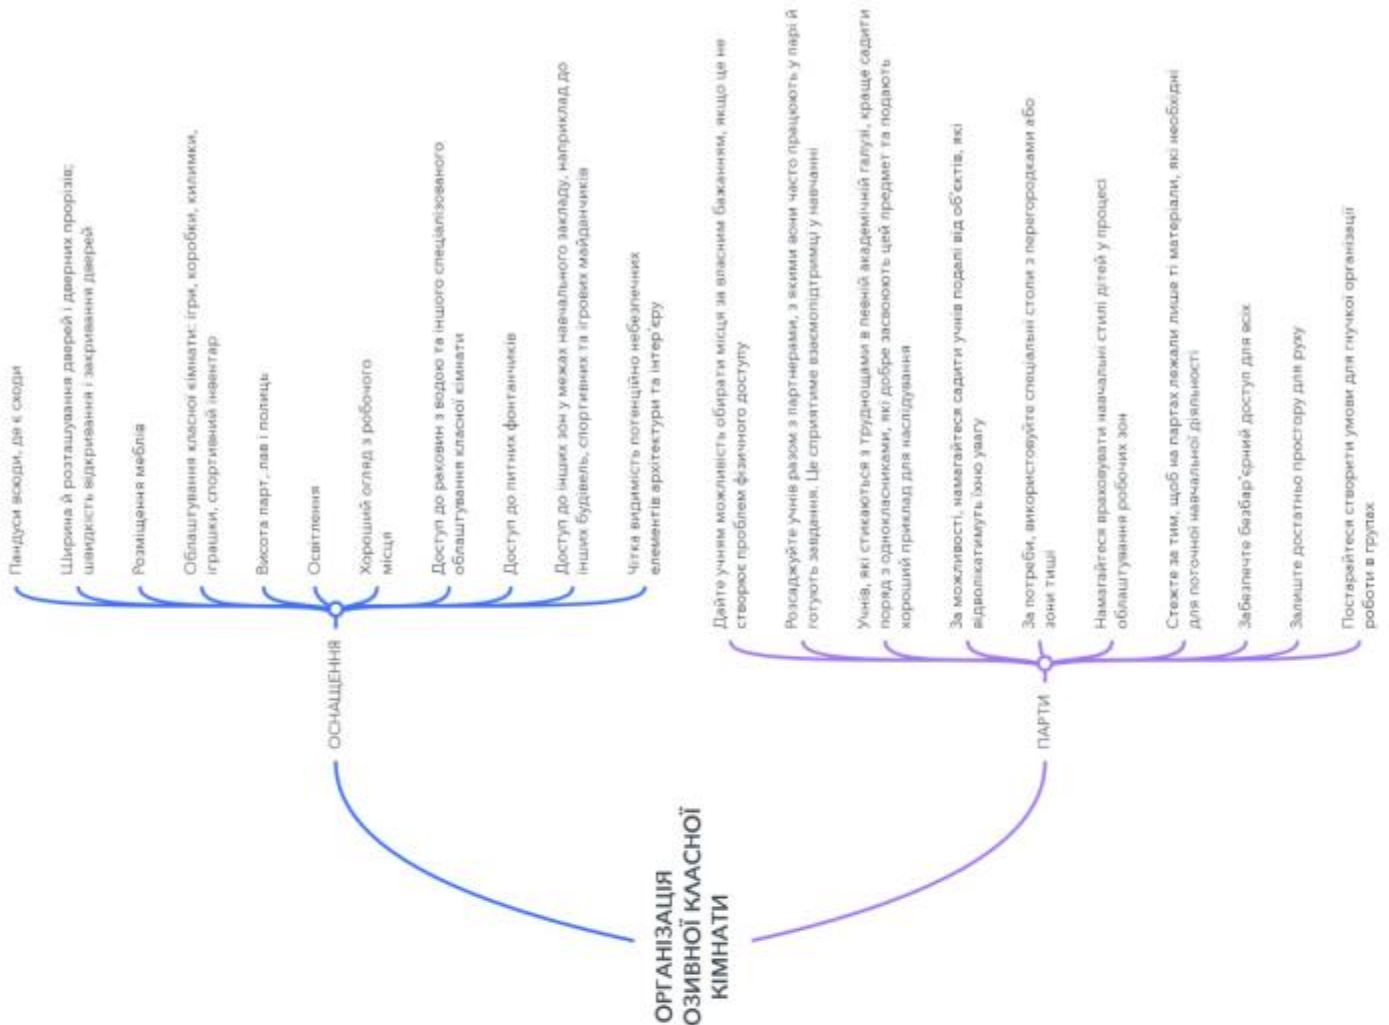 ОРГАНІЗАЦІЯ
ОЗИВНОЇ КЛАСНОЇ
КІМНАТИ
ОСНАЩЕННЯ
Пандуси всюди, де є сходи
Ширина й розташування дверей і дверних прорізів;
швидкість відкривання і закривання дверей
Розміщення меблів
Облаштування класної кімнати: ігри, коробки, килимки,
іграшки, спортивний інвентар
Висота парт, лав і полиць
Освітлення
Хороший огляд з робочого
місця
Доступ до раковин з водою та іншого спеціалізованого
облаштування класної кімнати
Доступ до питних фонтанчиків
Доступ до інших зон у межах навчального закладу, наприклад до
інших будівель, спортивних та ігрових майданчиків
Чітка видимість потенційно небезпечних
елементів архітектури та інтер'єру
ПАРТИ
Дайте учням можливість обирати місця за власним бажанням, якщо це не
створює проблем фізичного доступу
Розсаджуйте учнів разом з партнерами, з якими вони часто працюють у парі й
готують завдання. Це сприятиме взаємопідтримці у навчанні
Учнів, які стикаються з труднощами в певній академічній галузі, краще садити
поряд з однокласниками, які добре засвоюють цей предмет та подають
хороший приклад для наслідування
За можливості, намагайтеся садити учнів подалі від об'єктів, які
відволікатимуть їхню увагу
За потреби, використовуйте спеціальні столи з перегородками або
зони тиші
Намагайтеся враховувати навчальні стилі дітей у процесі
облаштування робочих зон
Стежте за тим, щоб на партах лежали лише ті матеріали, які необхідні
для поточної навчальної діяльності
Забезпечте безбар'єрний доступ для всіх
Залиште достатньо простору для руху
Постарайтеся створити умови для гнучкої організації
роботи в групах